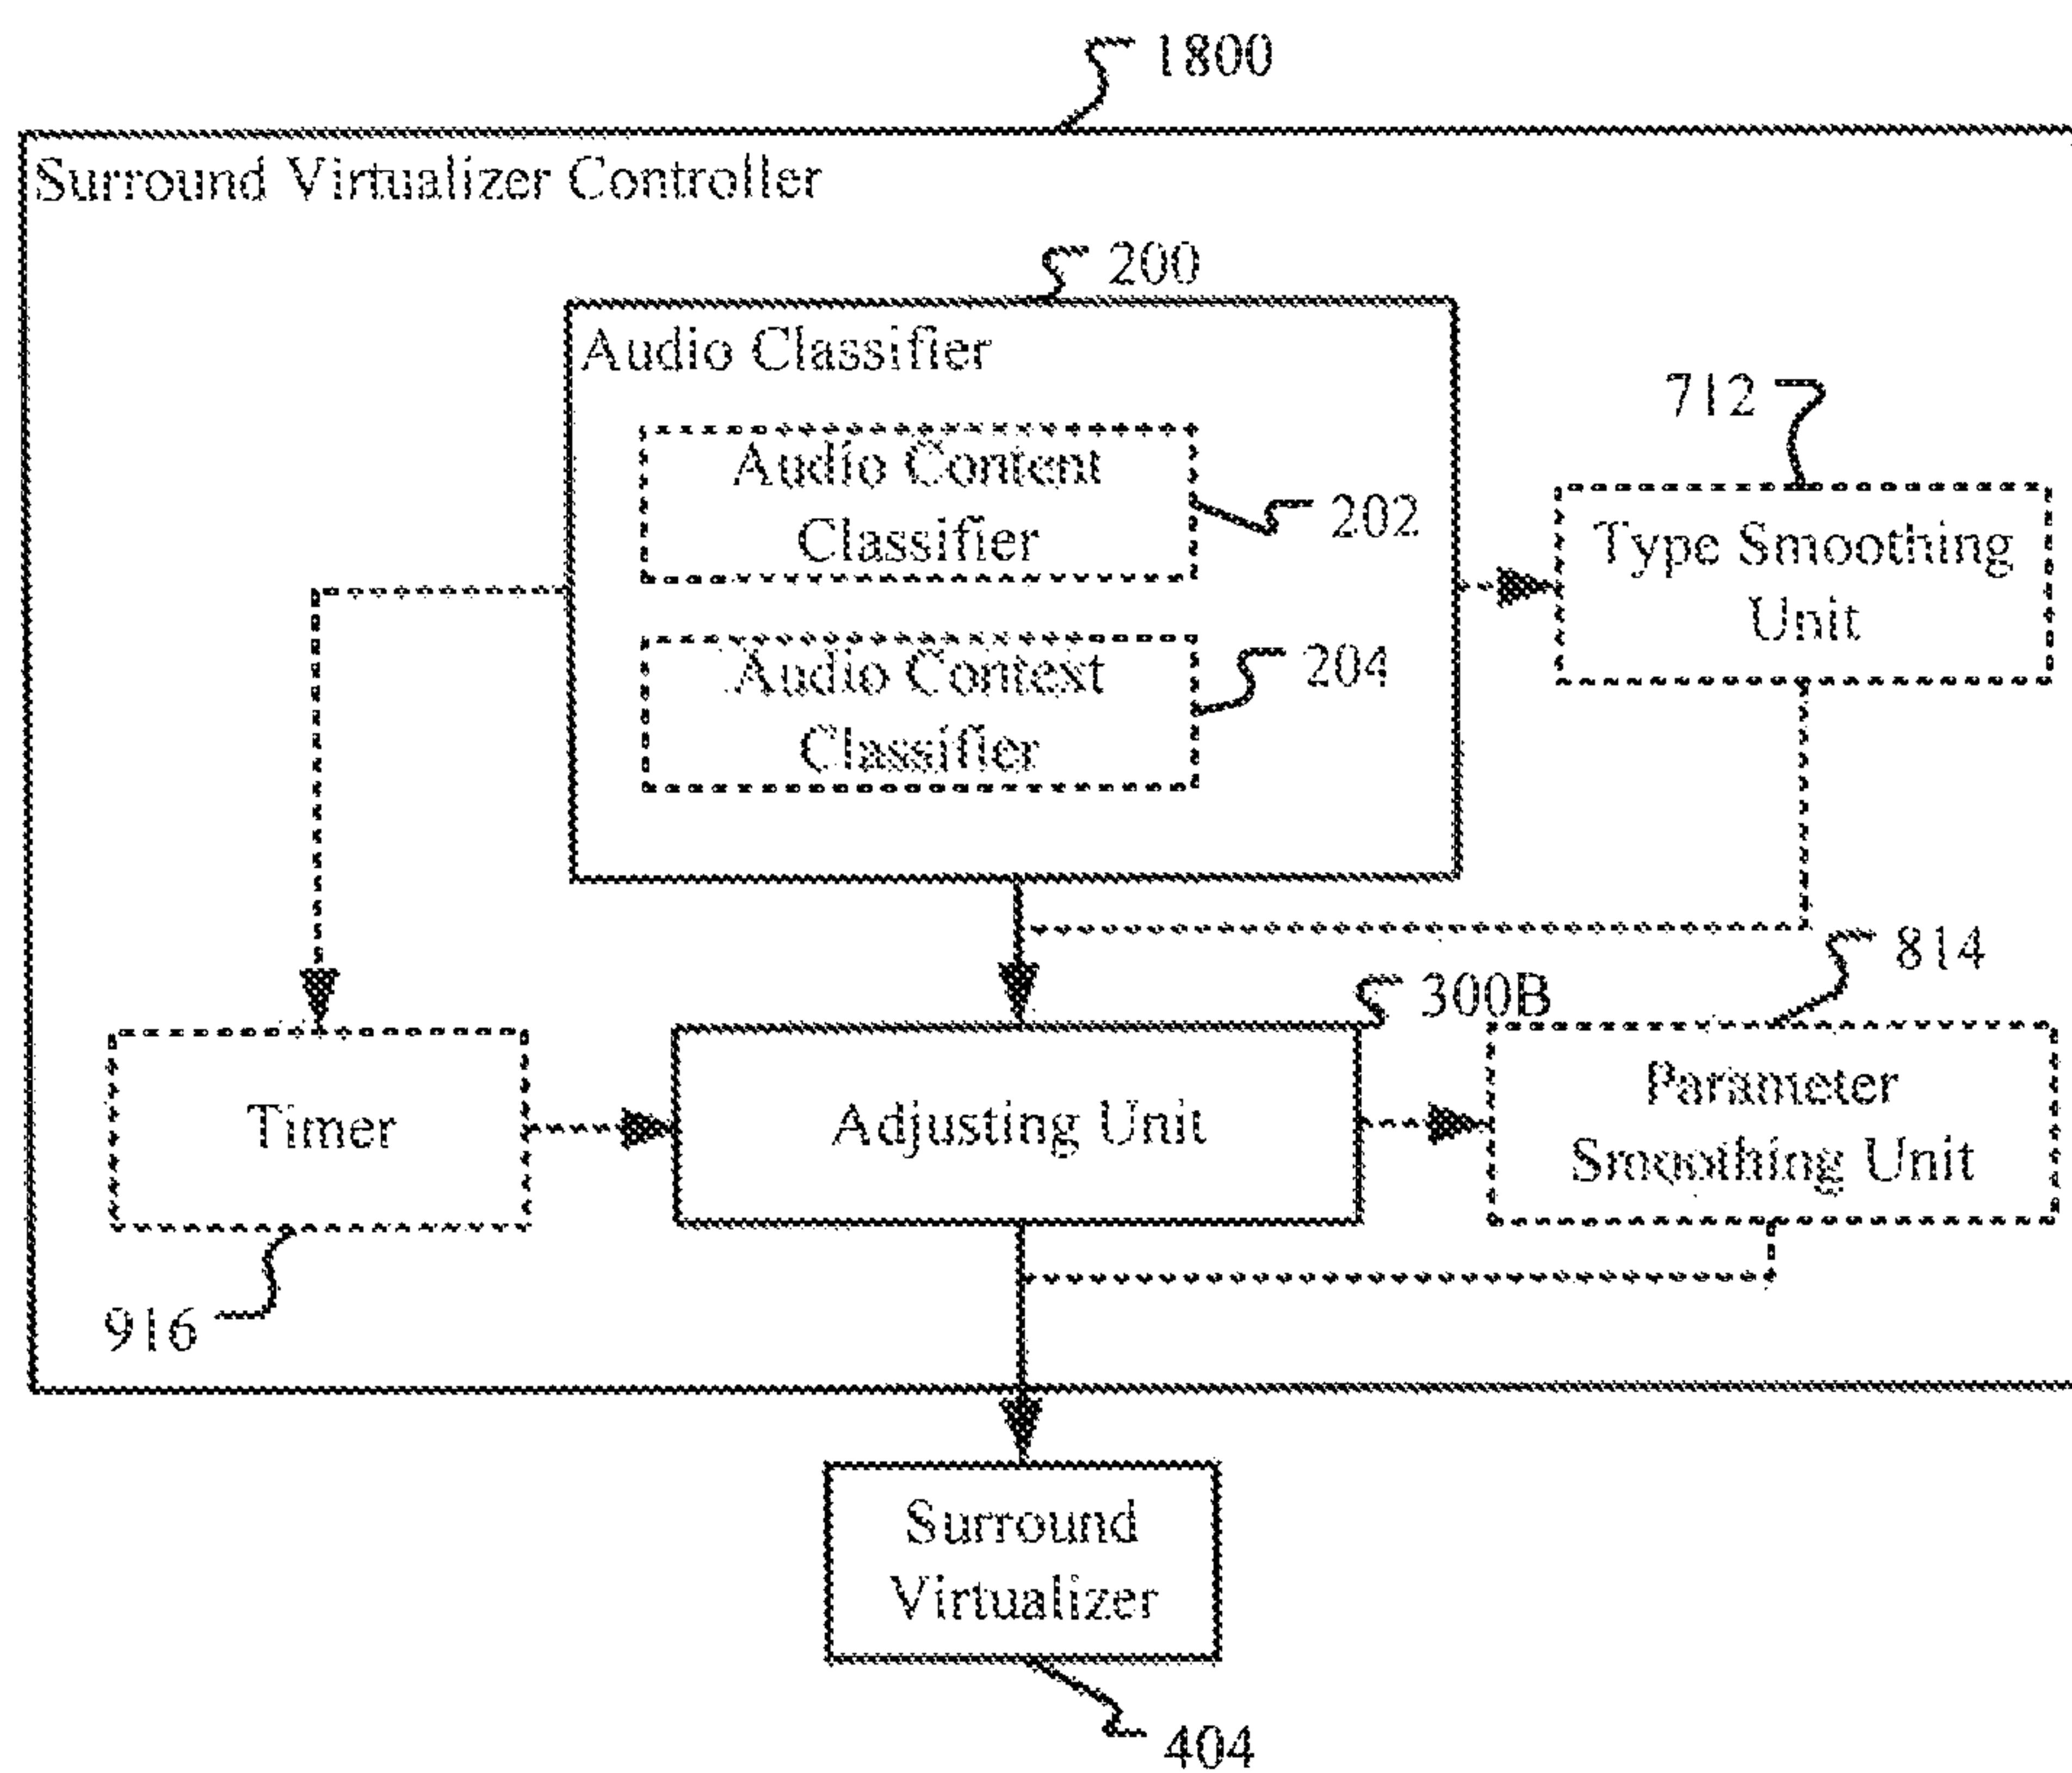 1800
Surround Virtualizer Controller
200
Audio Classifier
712
Audio Content
Classifier
202
Type Smoothing
Unit
Audio Context
Classifier
204
814
300B
Timer
Adjusting Unit
Parameter
Smoothing Unit
916
Surround
Virtualizer
404